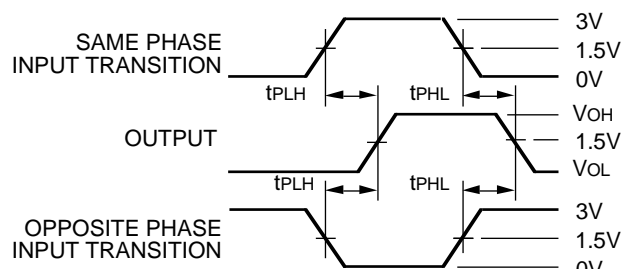 SAME PHASE
INPUT TRANSITION
3V
1.5V
0V
tPLH
tPHL
OUTPUT
VOH
1.5V
VOL
tPLH
tPHL
OPPOSITE PHASE
INPUT TRANSITION
3V
1.5V
0V